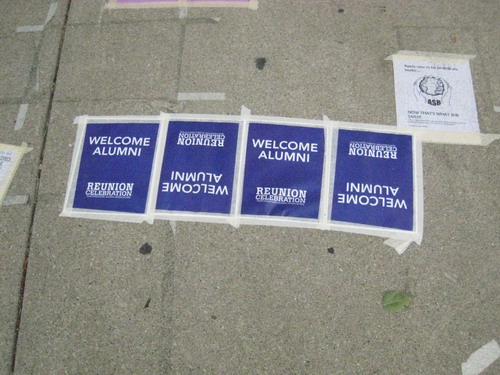 WELCOME
ALUMNI
REUNION
CELEBRATION
WELCOME
ALUMNI
REUNION
CELEBRATION
WELCOME
ALUMNI
REUNION
CELEBRATION
WELCOME
ALUMNI
REUNION
CELEBRATION
ASB
NOW THAT'S WHAT